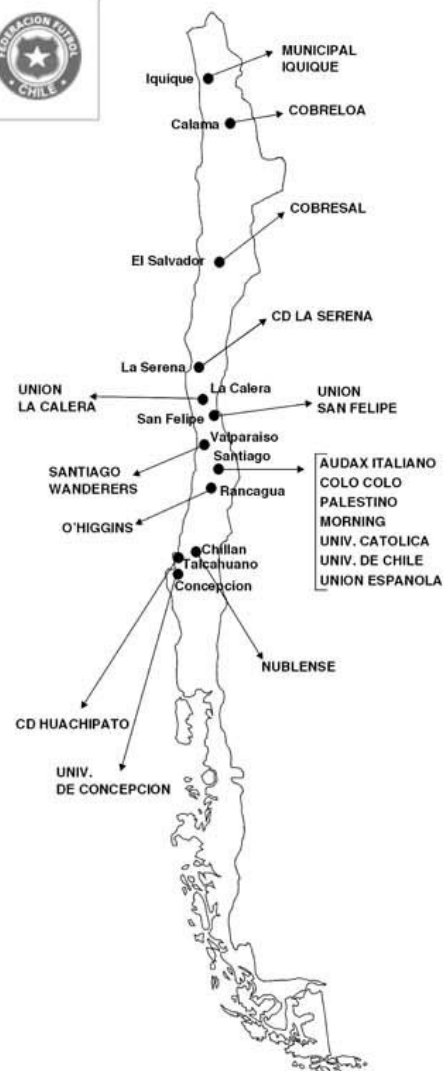 FEDERACION FUTBOL
CHILE
MUNICIPAL
IQUIQUE
Iquique
Calama
COBRELOA
COBRESAL
El Salvador
CD LA SERENA
La Serena
UNION
LA CALERA
La Calera
UNION
SAN FELIPE
San Felipe
Valparaiso
SANTIAGO
WANDERERS
Santiago
AUDAX ITALIANO
COLO COLO
PALESTINO
MORNING
UNIV. CATOLICA
UNIV. DE CHILE
UNION ESPANOLA
Rancagua
O'HIGGINS
Chillan
Talcahuano
Concepcion
NUBLENSE
CD HUACHIPATO
UNIV.
DE CONCEPCION